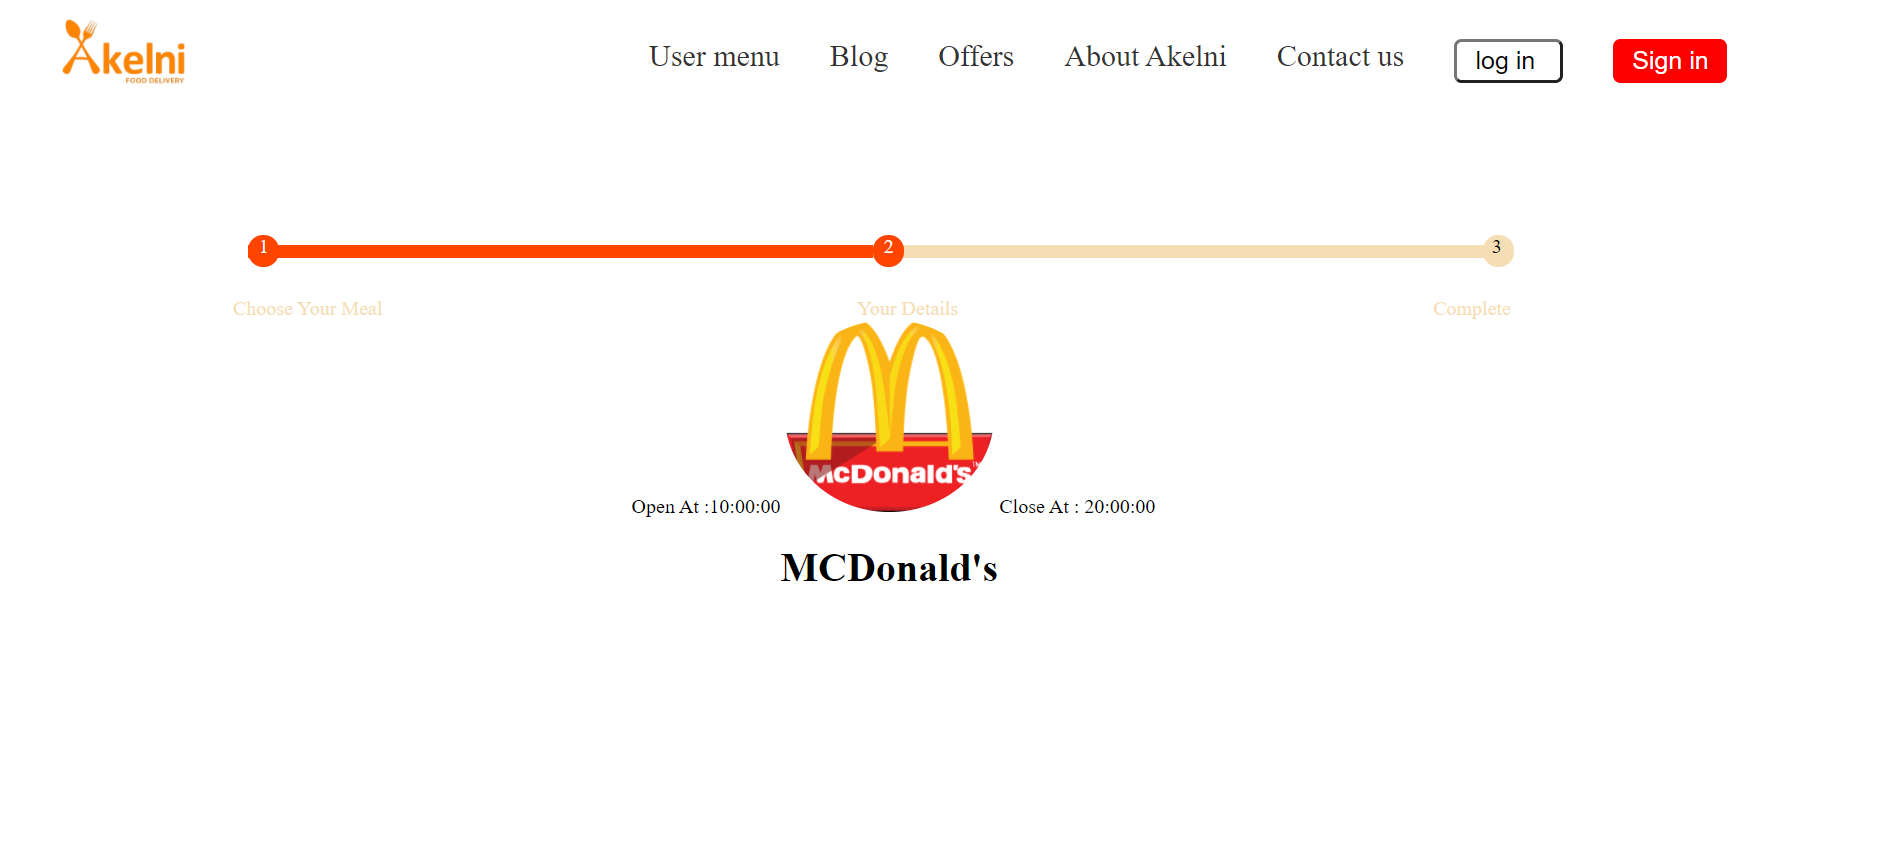 Akelni
FOOD DELIVERY
User menu Blog Offers About Akelni Contact us log in Sign in
1 2 3
Choose Your Meal Your Details Complete
McDonald's™
Open At :10:00:00 Close At : 20:00:00
MCDonald's